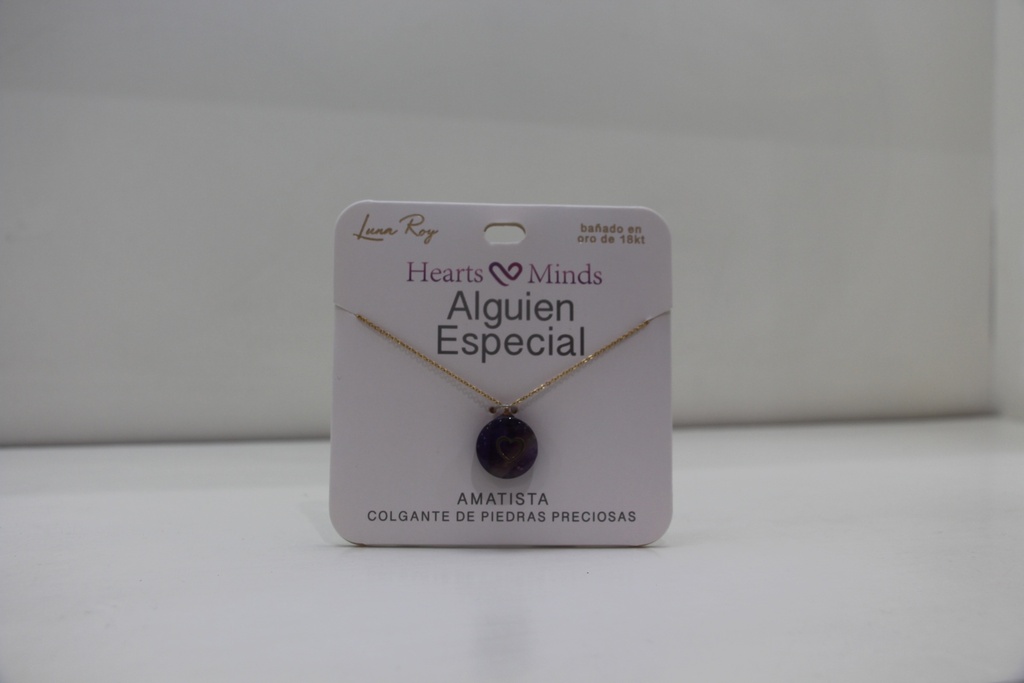 Luna Roy
bañado en
oro de 18kt
Hearts Minds
Alguien
Especial
AMATISTA
COLGANTE DE PIEDRAS PRECIOSAS